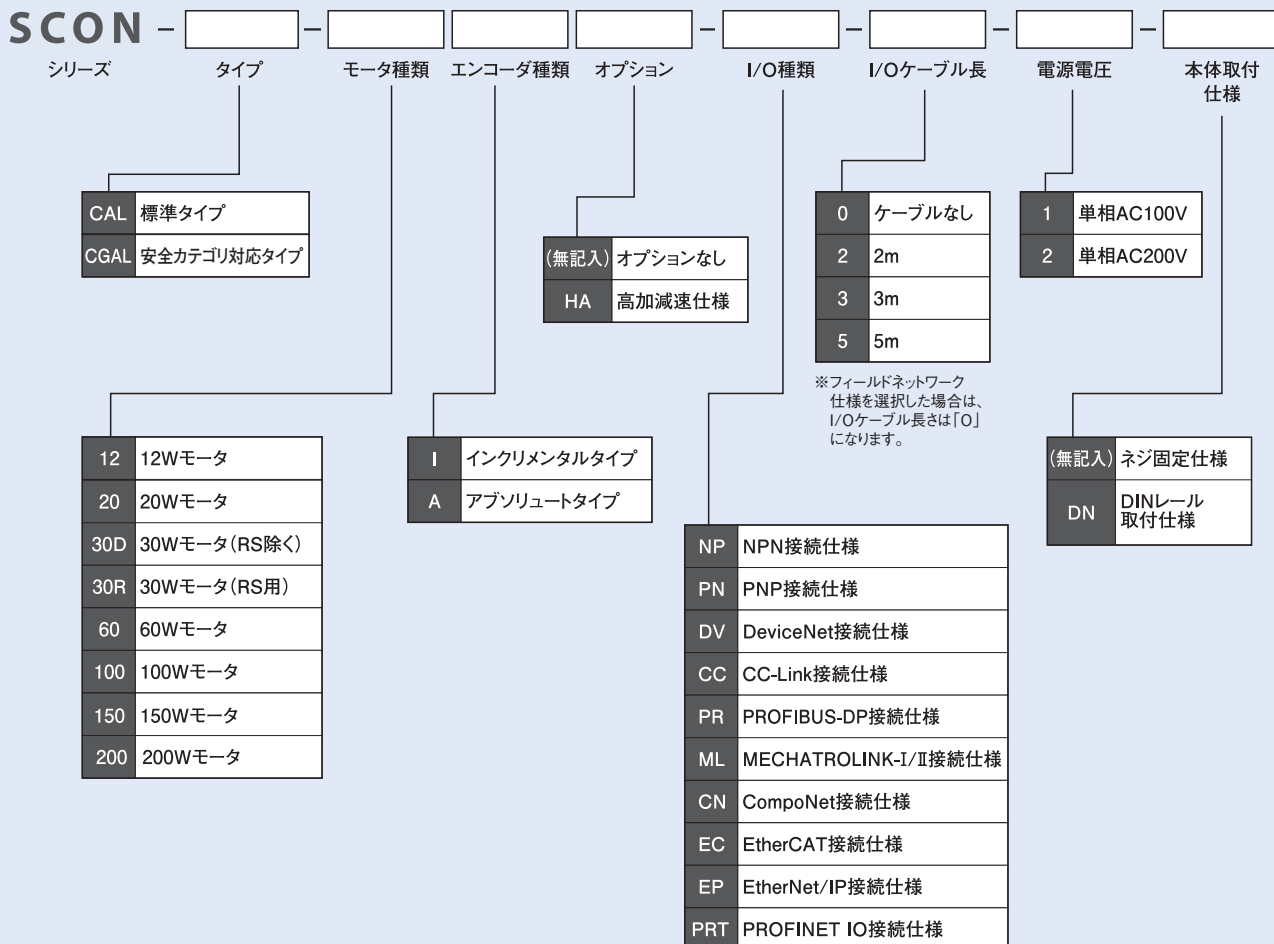 SCON - - - - - -
シリーズ
タイプ
モータ種類
エンコーダ種類
オプション
I/O種類
I/Oケーブル長
電源電圧
本体取付
仕様
CAL 標準タイプ
CGAL 安全カテゴリ対応タイプ
(無記入) オプションなし
HA 高加減速仕様
0 ケーブルなし
2 2m
3 3m
5 5m
※フィールドネットワーク
仕様を選択した場合は、
I/Oケーブル長さは「0」
になります。
1 単相AC100V
2 単相AC200V
12 12Wモータ
20 20Wモータ
30D 30Wモータ(RS除く)
30R 30Wモータ(RS用)
60 60Wモータ
100 100Wモータ
150 150Wモータ
200 200Wモータ
I インクリメンタルタイプ
A アブソリュートタイプ
NP NPN接続仕様
PN PNP接続仕様
DV DeviceNet接続仕様
CC CC-Link接続仕様
PR PROFIBUS-DP接続仕様
ML MECHATROLINK-I/Ⅱ接続仕様
CN CompoNet接続仕様
EC EtherCAT接続仕様
EP EtherNet/IP接続仕様
PRT PROFINET IO接続仕様
(無記入) ネジ固定仕様
DN DINレール
取付仕様